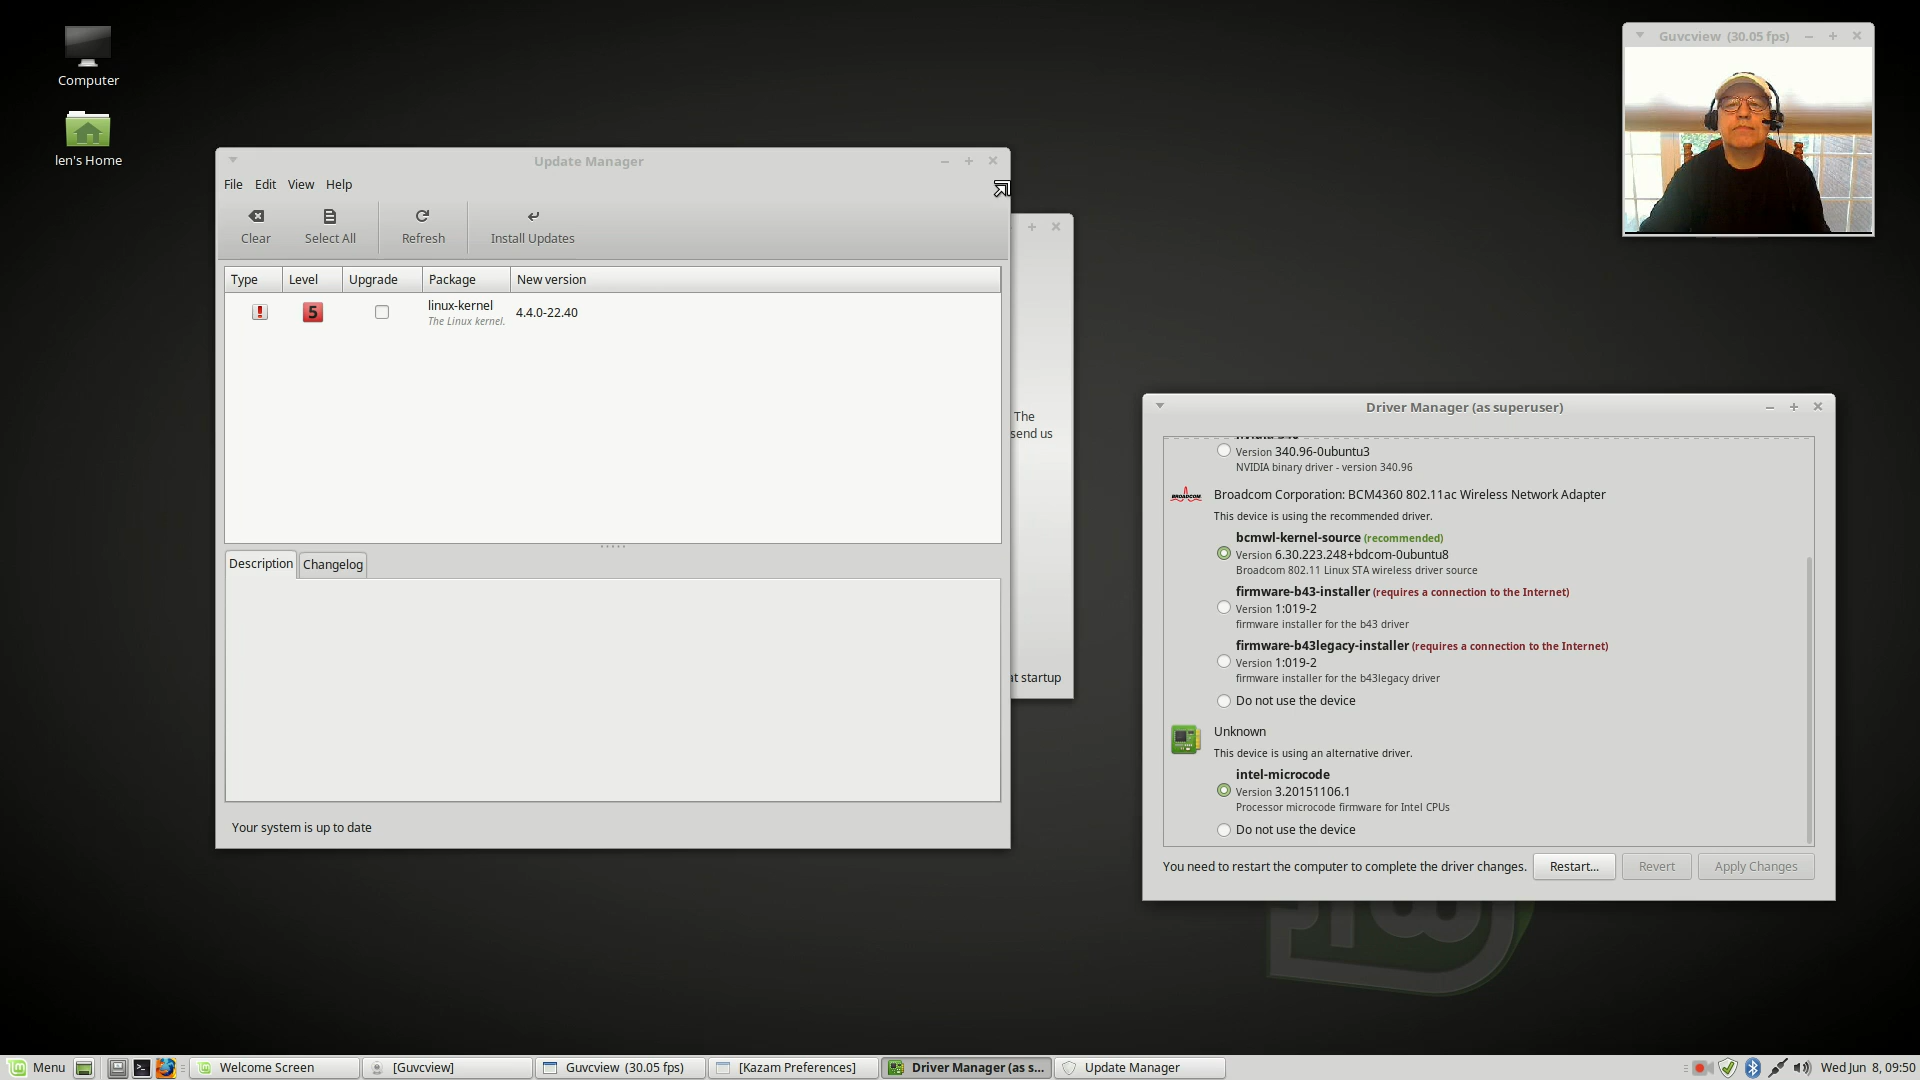 Computer
len's Home
Guvcview (30.05 fps)
Update Manager
File Edit View Help
Clear Select All Refresh Install Updates
Type Level Upgrade Package New version
! 5 linux-kernel 4.4.0-22.40
The Linux kernel.
Description Changelog
Your system is up to date
The
send us
at startup
Driver Manager (as superuser)
Version 340.96-0ubuntu3
NVIDIA binary driver - version 340.96
BROADCOM
Broadcom Corporation: BCM4360 802.11ac Wireless Network Adapter
This device is using the recommended driver.
bcmwl-kernel-source (recommended)
Version 6.30.223.248+bdcom-0ubuntu8
Broadcom 802.11 Linux STA wireless driver source
firmware-b43-installer (requires a connection to the Internet)
Version 1:019-2
firmware installer for the b43 driver
firmware-b43legacy-installer (requires a connection to the Internet)
Version 1:019-2
firmware installer for the b43legacy driver
Do not use the device
Unknown
This device is using an alternative driver.
intel-microcode
Version 3.20151106.1
Processor microcode firmware for Intel CPUs
Do not use the device
You need to restart the computer to complete the driver changes. Restart... Revert Apply Changes
Menu Welcome Screen [Guvcview] Guvcview (30.05 fps) [Kazam Preferences] Driver Manager (as s... Update Manager Wed Jun 8, 09:50